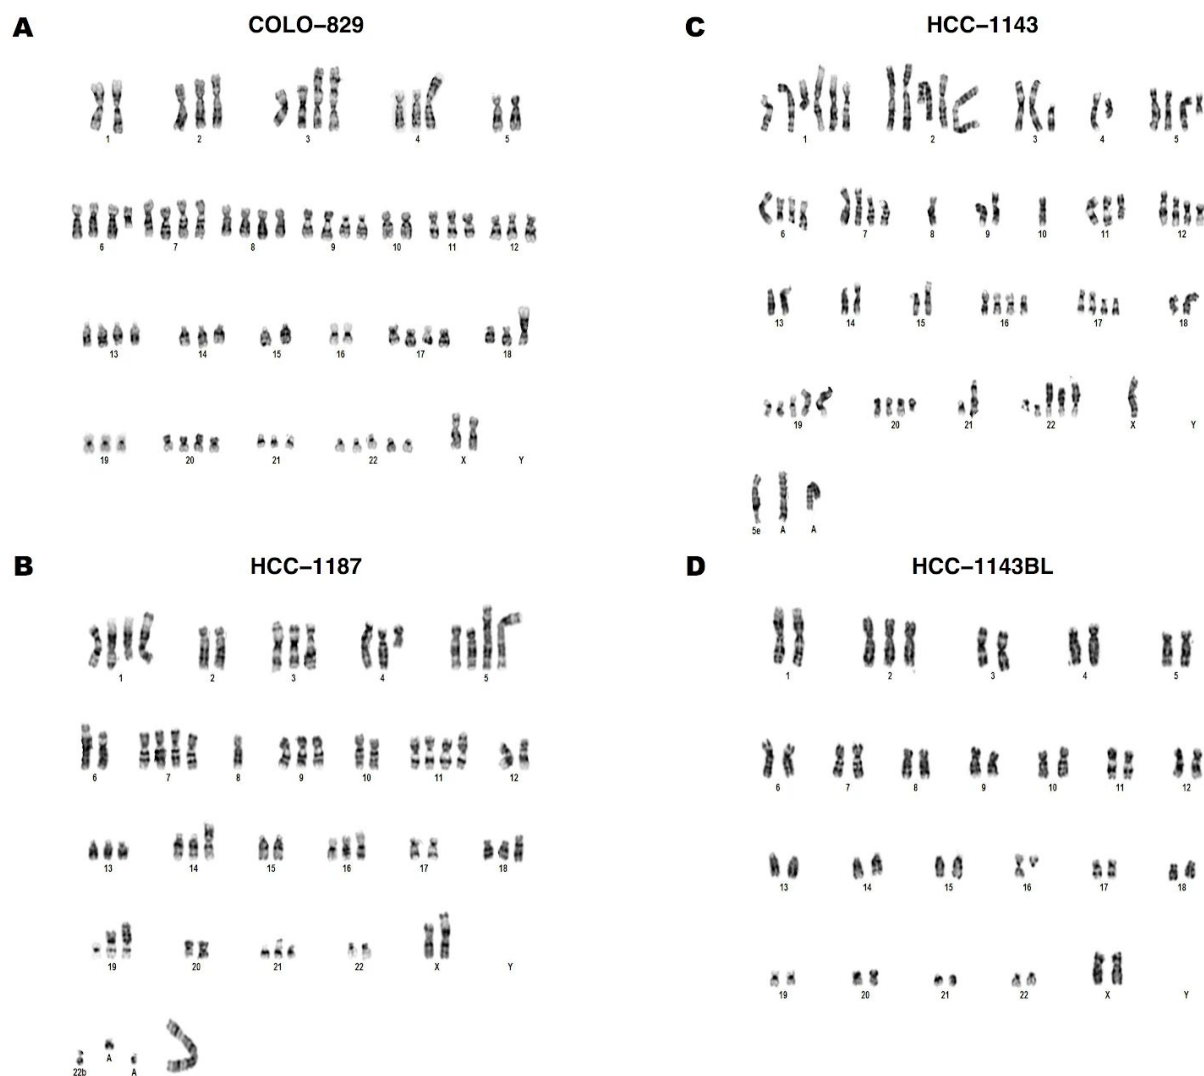 A COLO–829
1 2 3 4 5
6 7 8 9 10 11 12
13 14 15 16 17 18
19 20 21 22 X Y
B HCC–1187
1 2 3 4 5
6 7 8 9 10 11 12
13 14 15 16 17 18
19 20 21 22 X Y
22b A A
C HCC–1143
1 2 3 4 5
6 7 8 9 10 11 12
13 14 15 16 17 18
19 20 21 22 X Y
5e A A
D HCC–1143BL
1 2 3 4 5
6 7 8 9 10 11 12
13 14 15 16 17 18
19 20 21 22 X Y